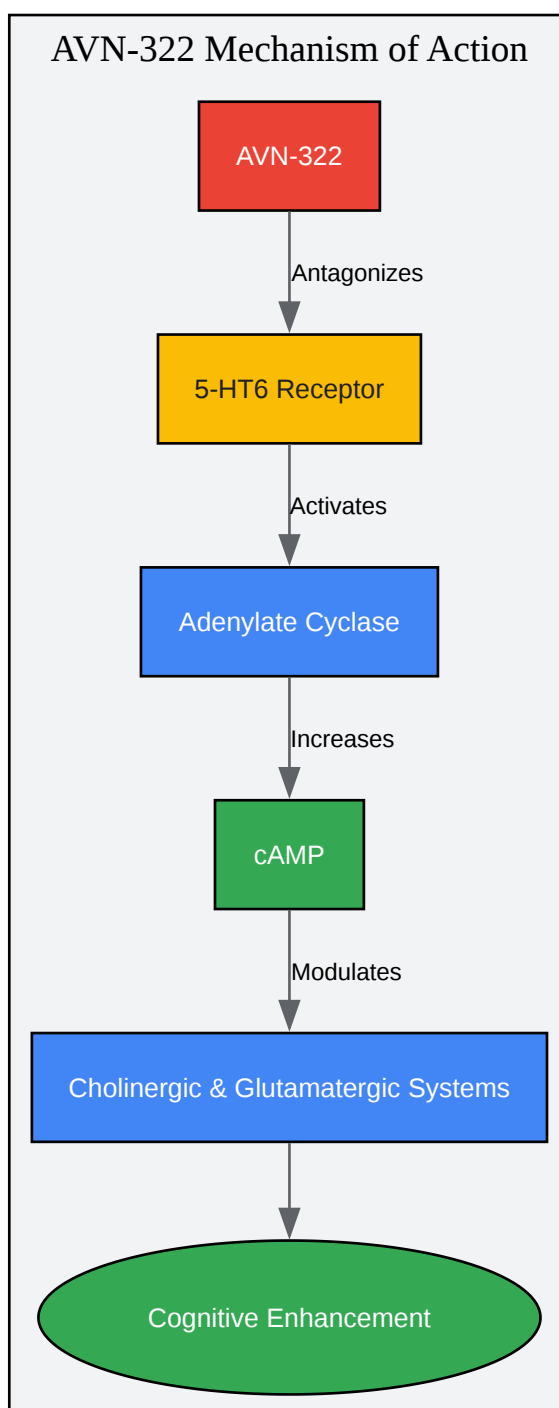 AVN-322 Mechanism of Action
AVN-322
Antagonizes
5-HT6 Receptor
Activates
Adenylate Cyclase
Increases
cAMP
Modulates
Cholinergic & Glutamatergic Systems
Cognitive Enhancement